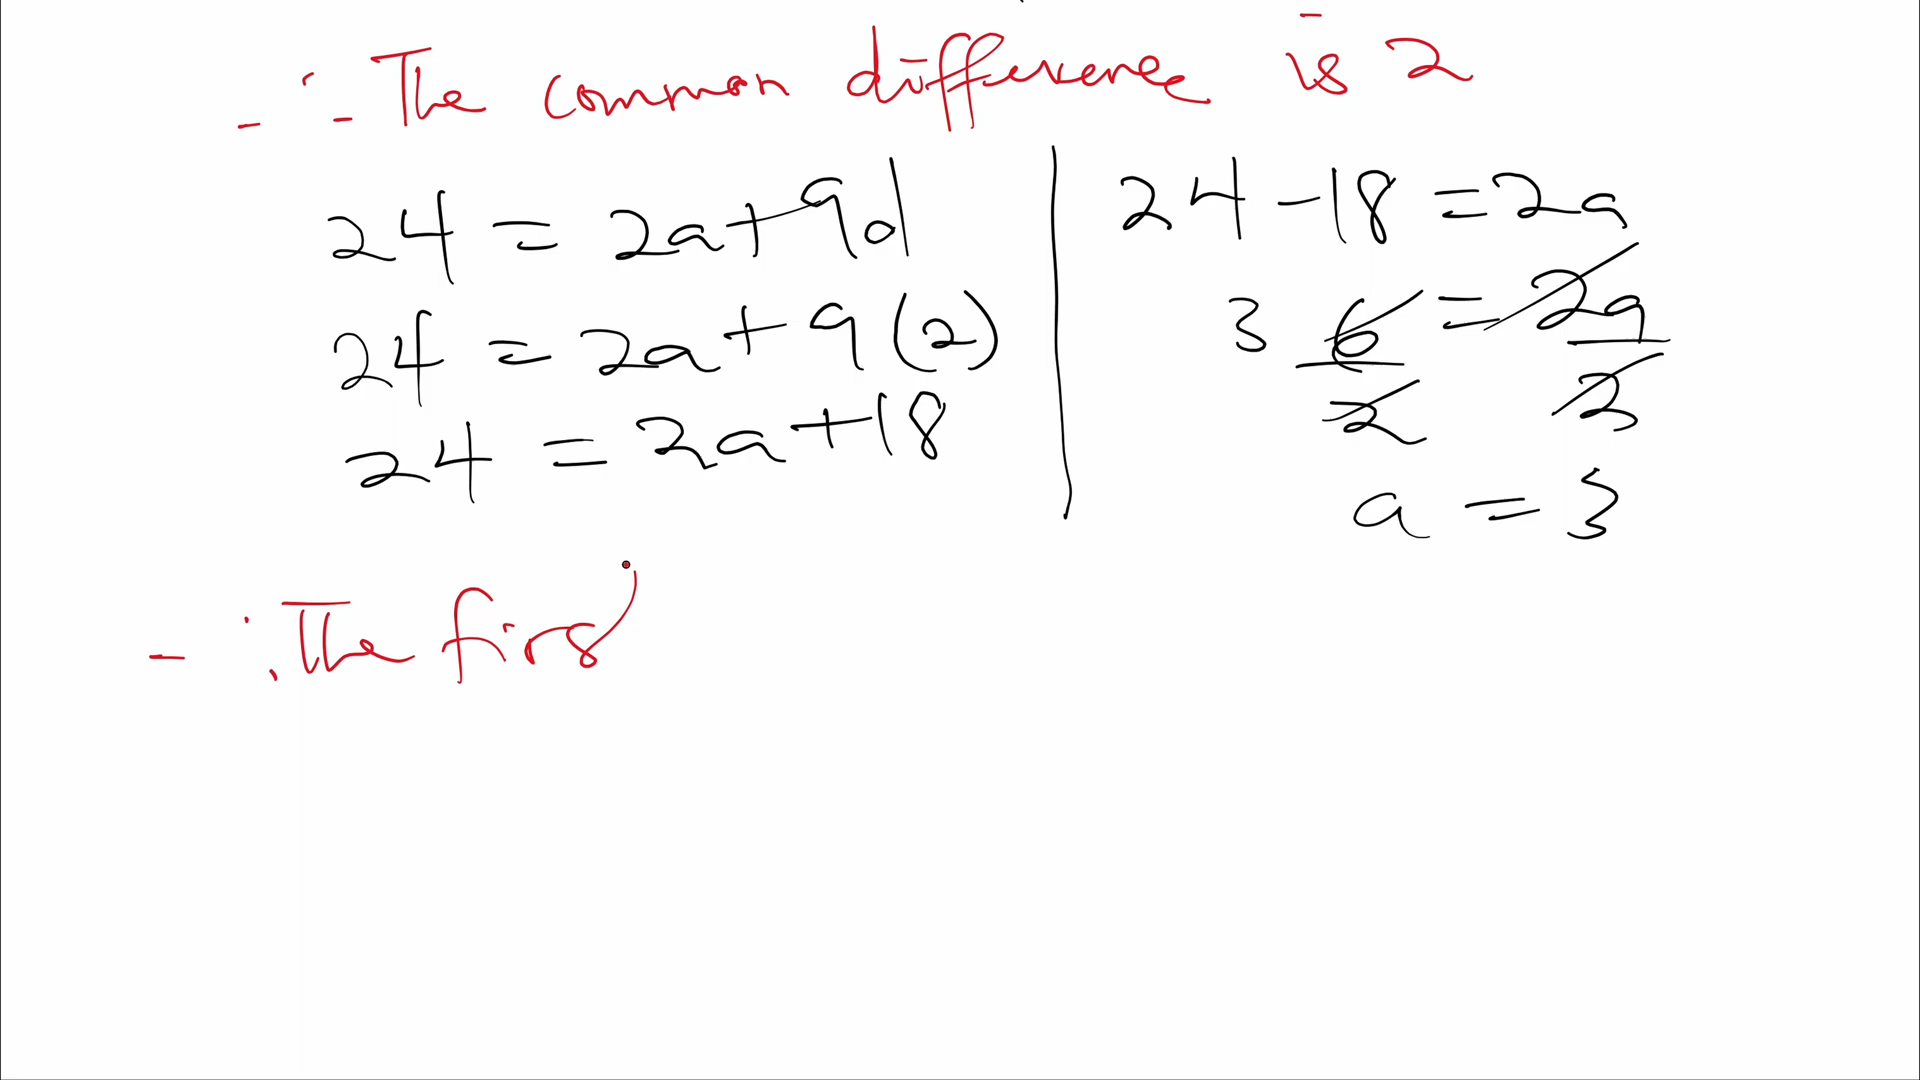 ∴ The common difference is 2
24 = 2a + 9d
24 = 2a + 9(2)
24 = 2a + 18
24 - 18 = 2a
3 6/2 = 2a/2
a = 3
∴ The firs